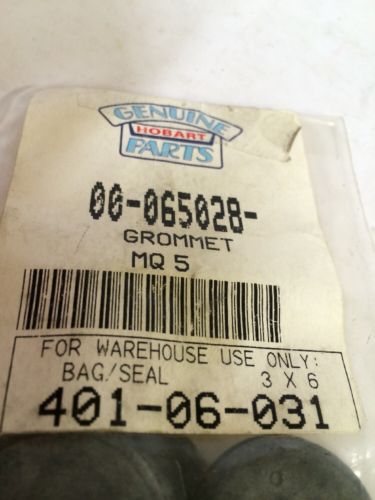 GENUINE
HOBART
PARTS
00-065028-
GROMMET
MQ 5
FOR WAREHOUSE USE ONLY:
BAG/SEAL 3 X 6
401-06-031